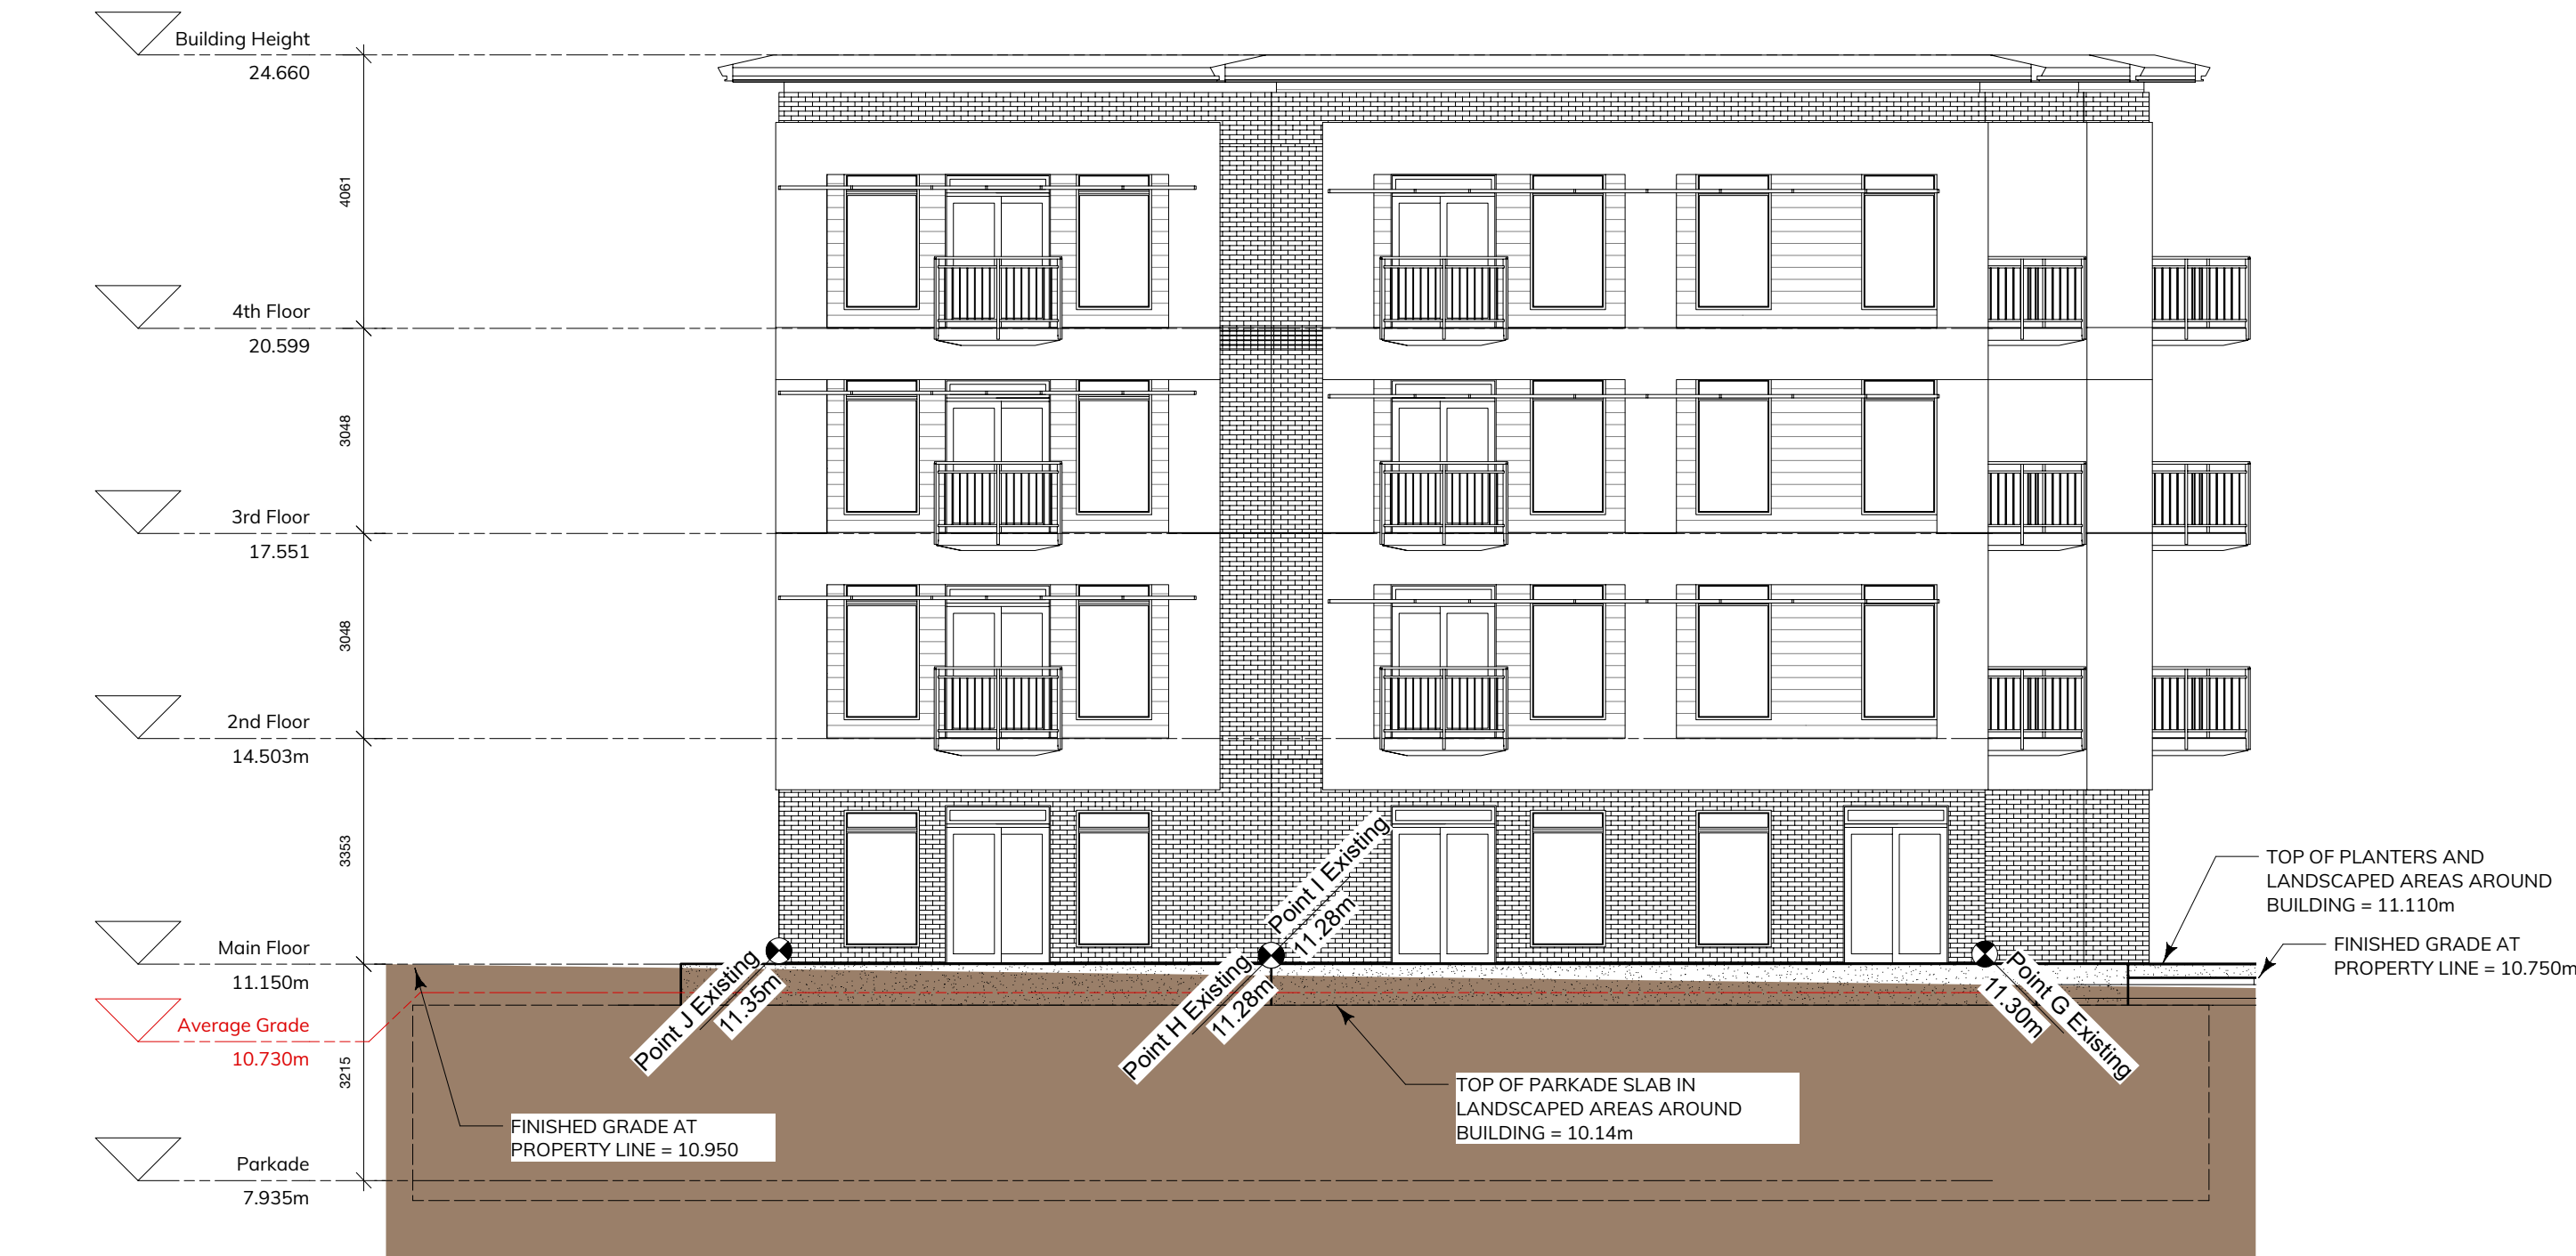 Building Height
24.660
4061
4th Floor
20.599
3048
3rd Floor
17.551
3048
2nd Floor
14.503m
3353
Main Floor
11.150m
Average Grade
10.730m
3215
Parkade
7.935m
Point J Existing
11.35m
Point H Existing
11.28m
Point I Existing
11.28m
Point G Existing
11.30m
TOP OF PLANTERS AND
LANDSCAPED AREAS AROUND
BUILDING = 11.110m
FINISHED GRADE AT
PROPERTY LINE = 10.750m
TOP OF PARKADE SLAB IN
LANDSCAPED AREAS AROUND
BUILDING = 10.14m
FINISHED GRADE AT
PROPERTY LINE = 10.950